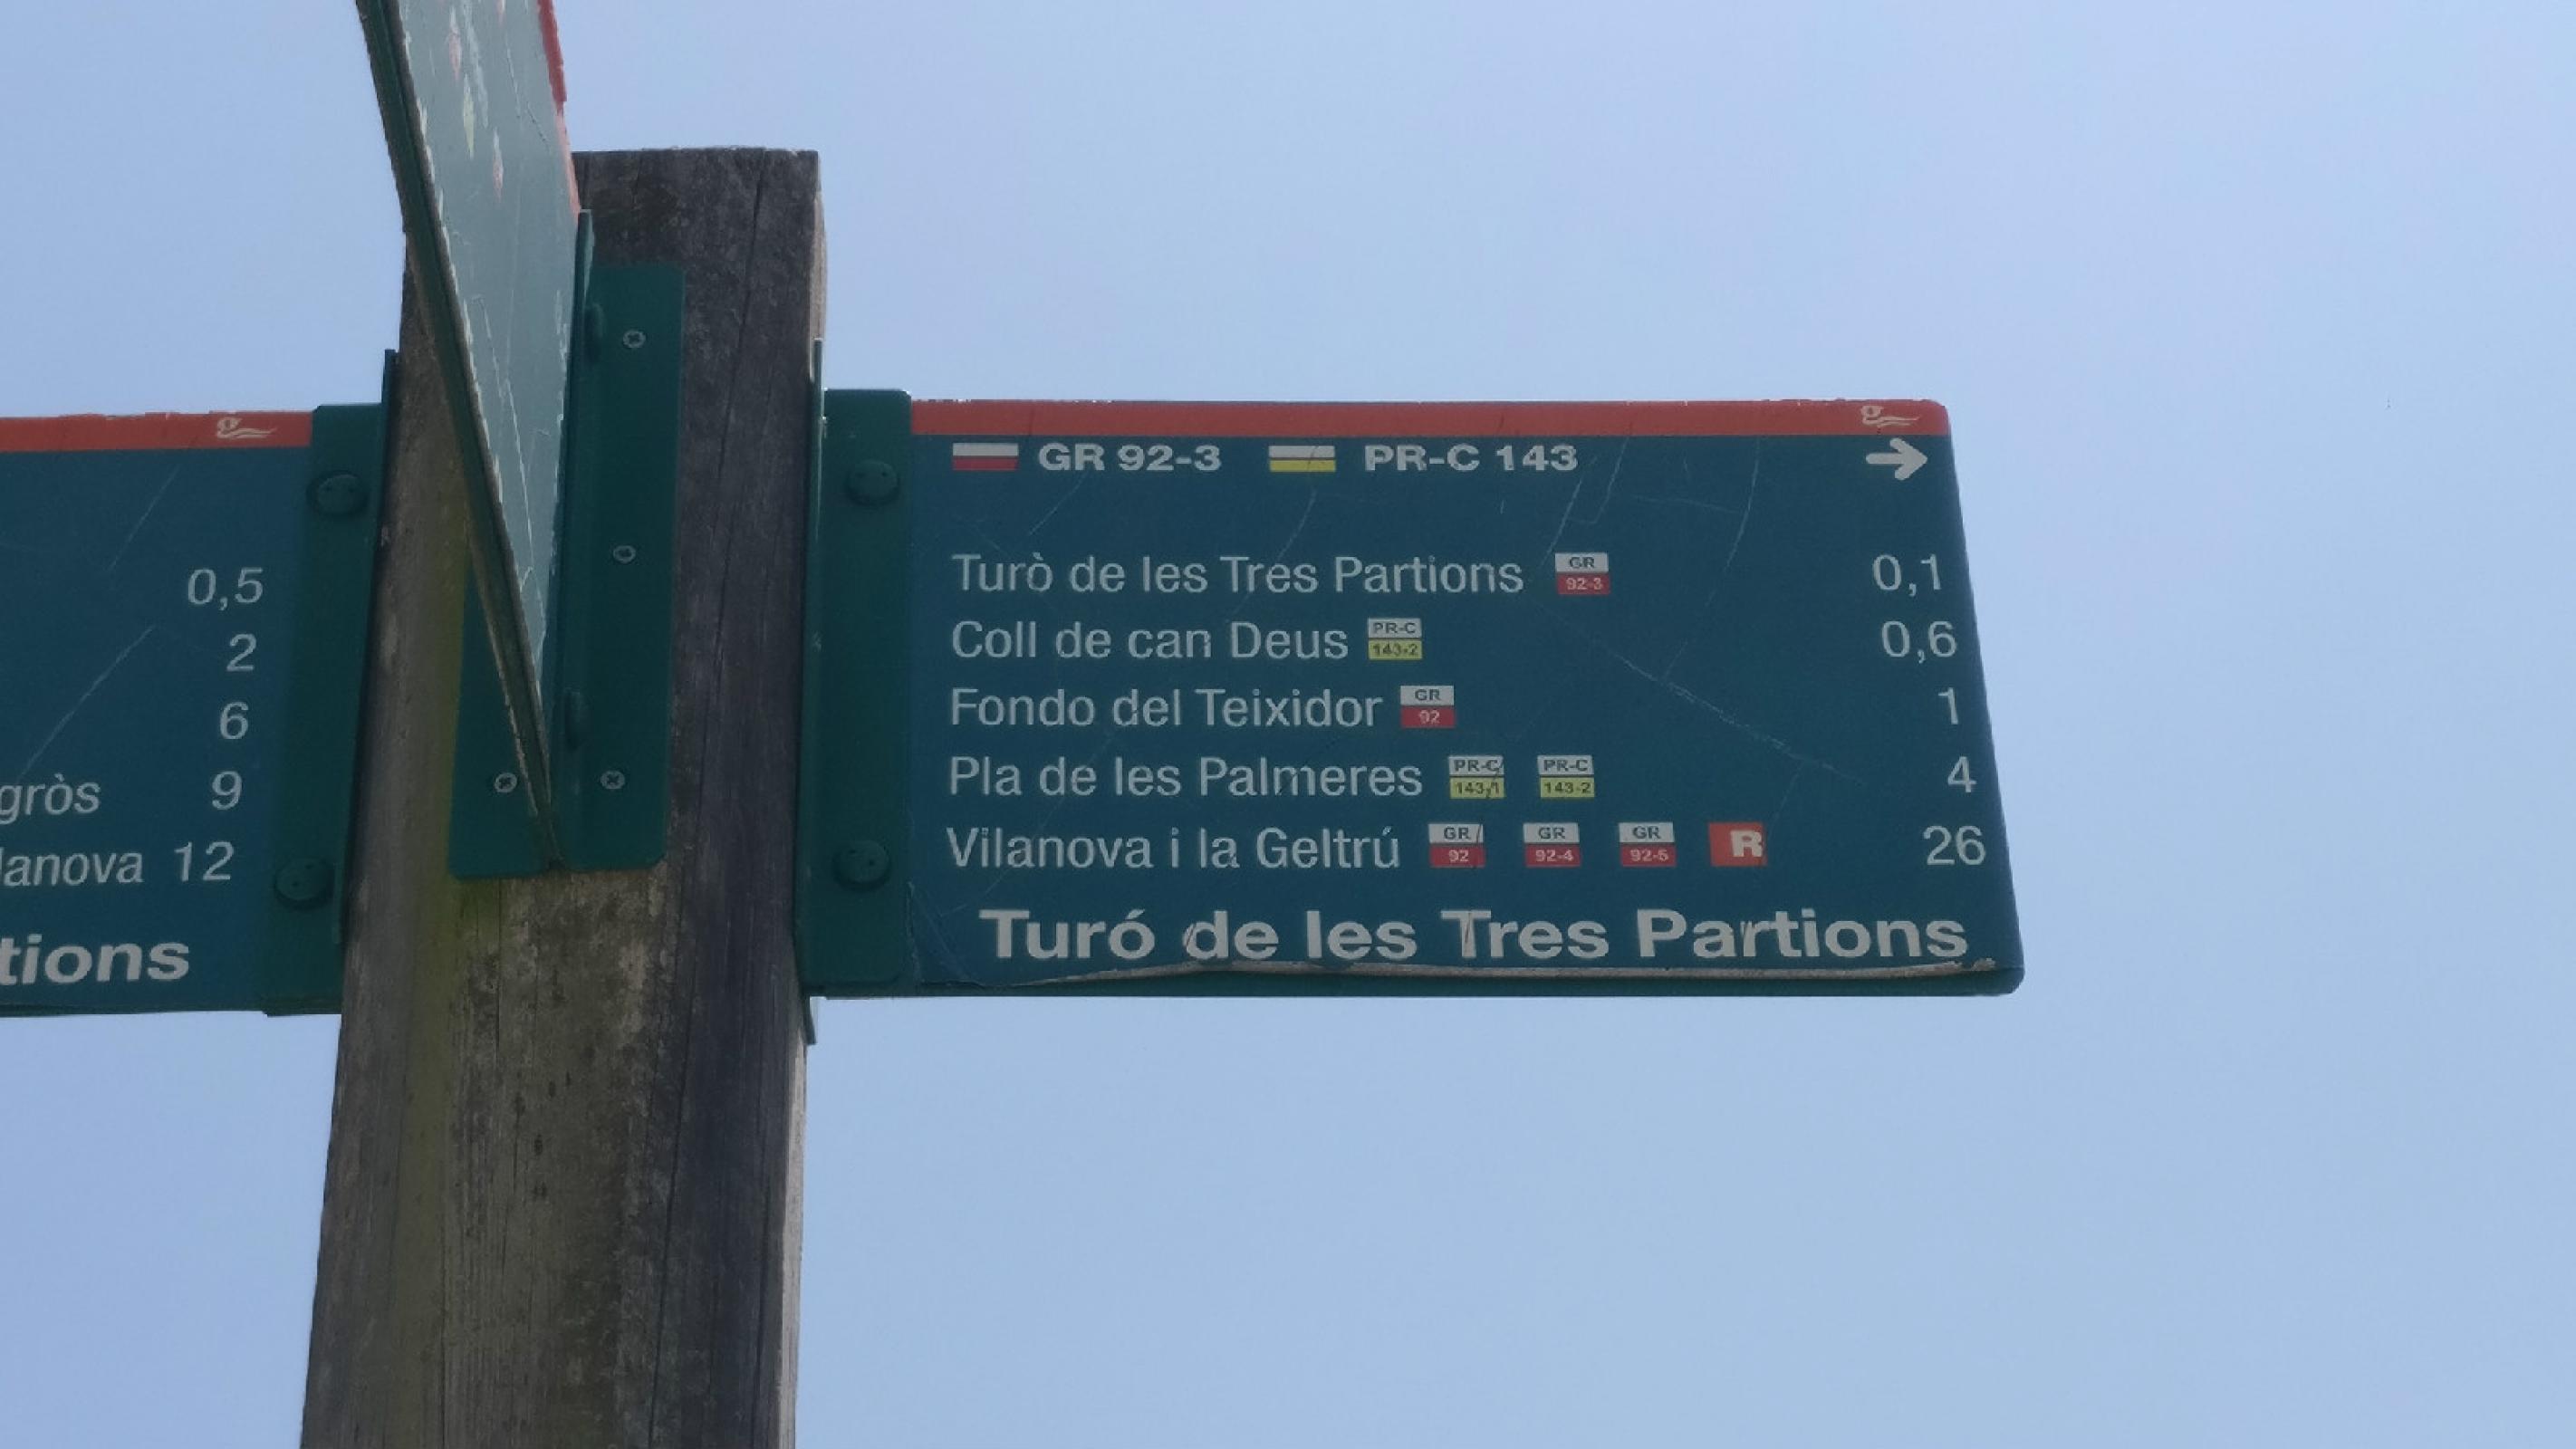 0,5
2
6
gròs 9
lanova 12
tions
GR 92-3 PR-C 143
Turò de les Tres Partions GR 92-3 0,1
Coll de can Deus PR-C 143-2 0,6
Fondo del Teixidor GR 92 1
Pla de les Palmeres PR-C 143-1 PR-C 143-2 4
Vilanova i la Geltrú GR 92 GR 92-4 GR 92-5 R 26
Turó de les Tres Partions